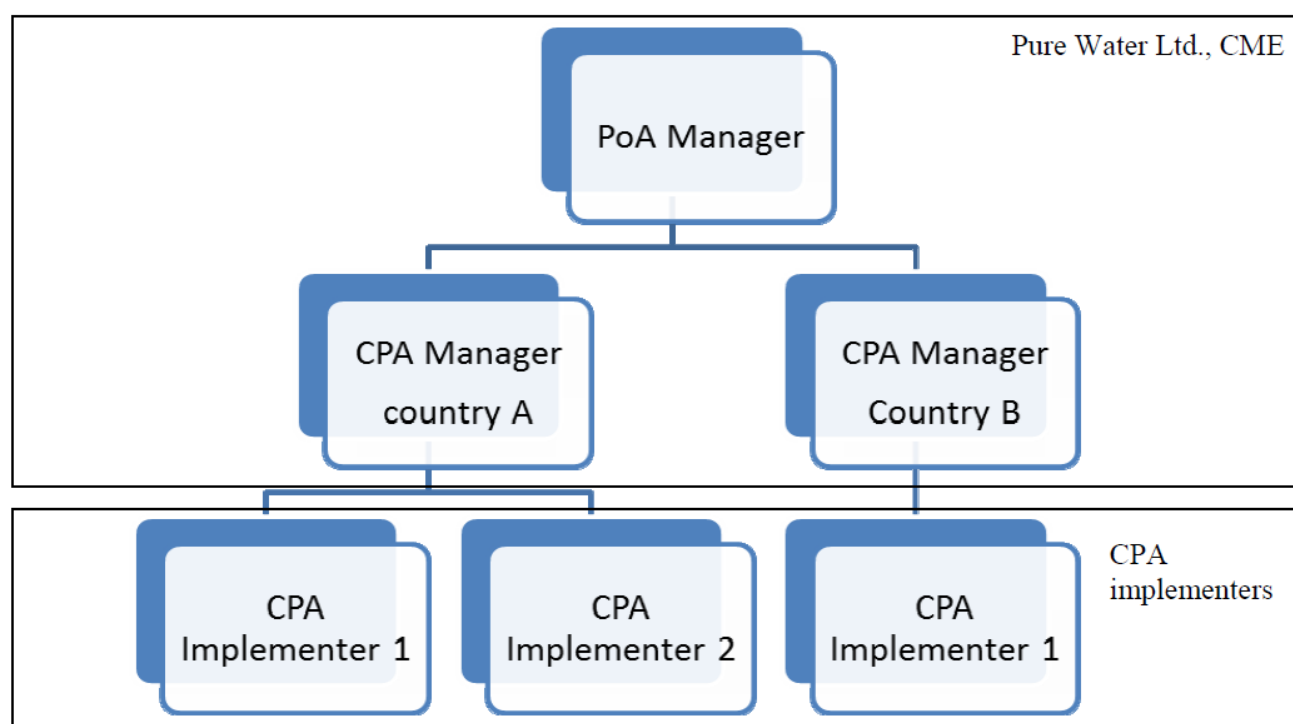 Pure Water Ltd., CME
PoA Manager
CPA Manager
country A
CPA Manager
Country B
CPA
Implementer 1
CPA
Implementer 2
CPA
Implementer 1
CPA
implementers